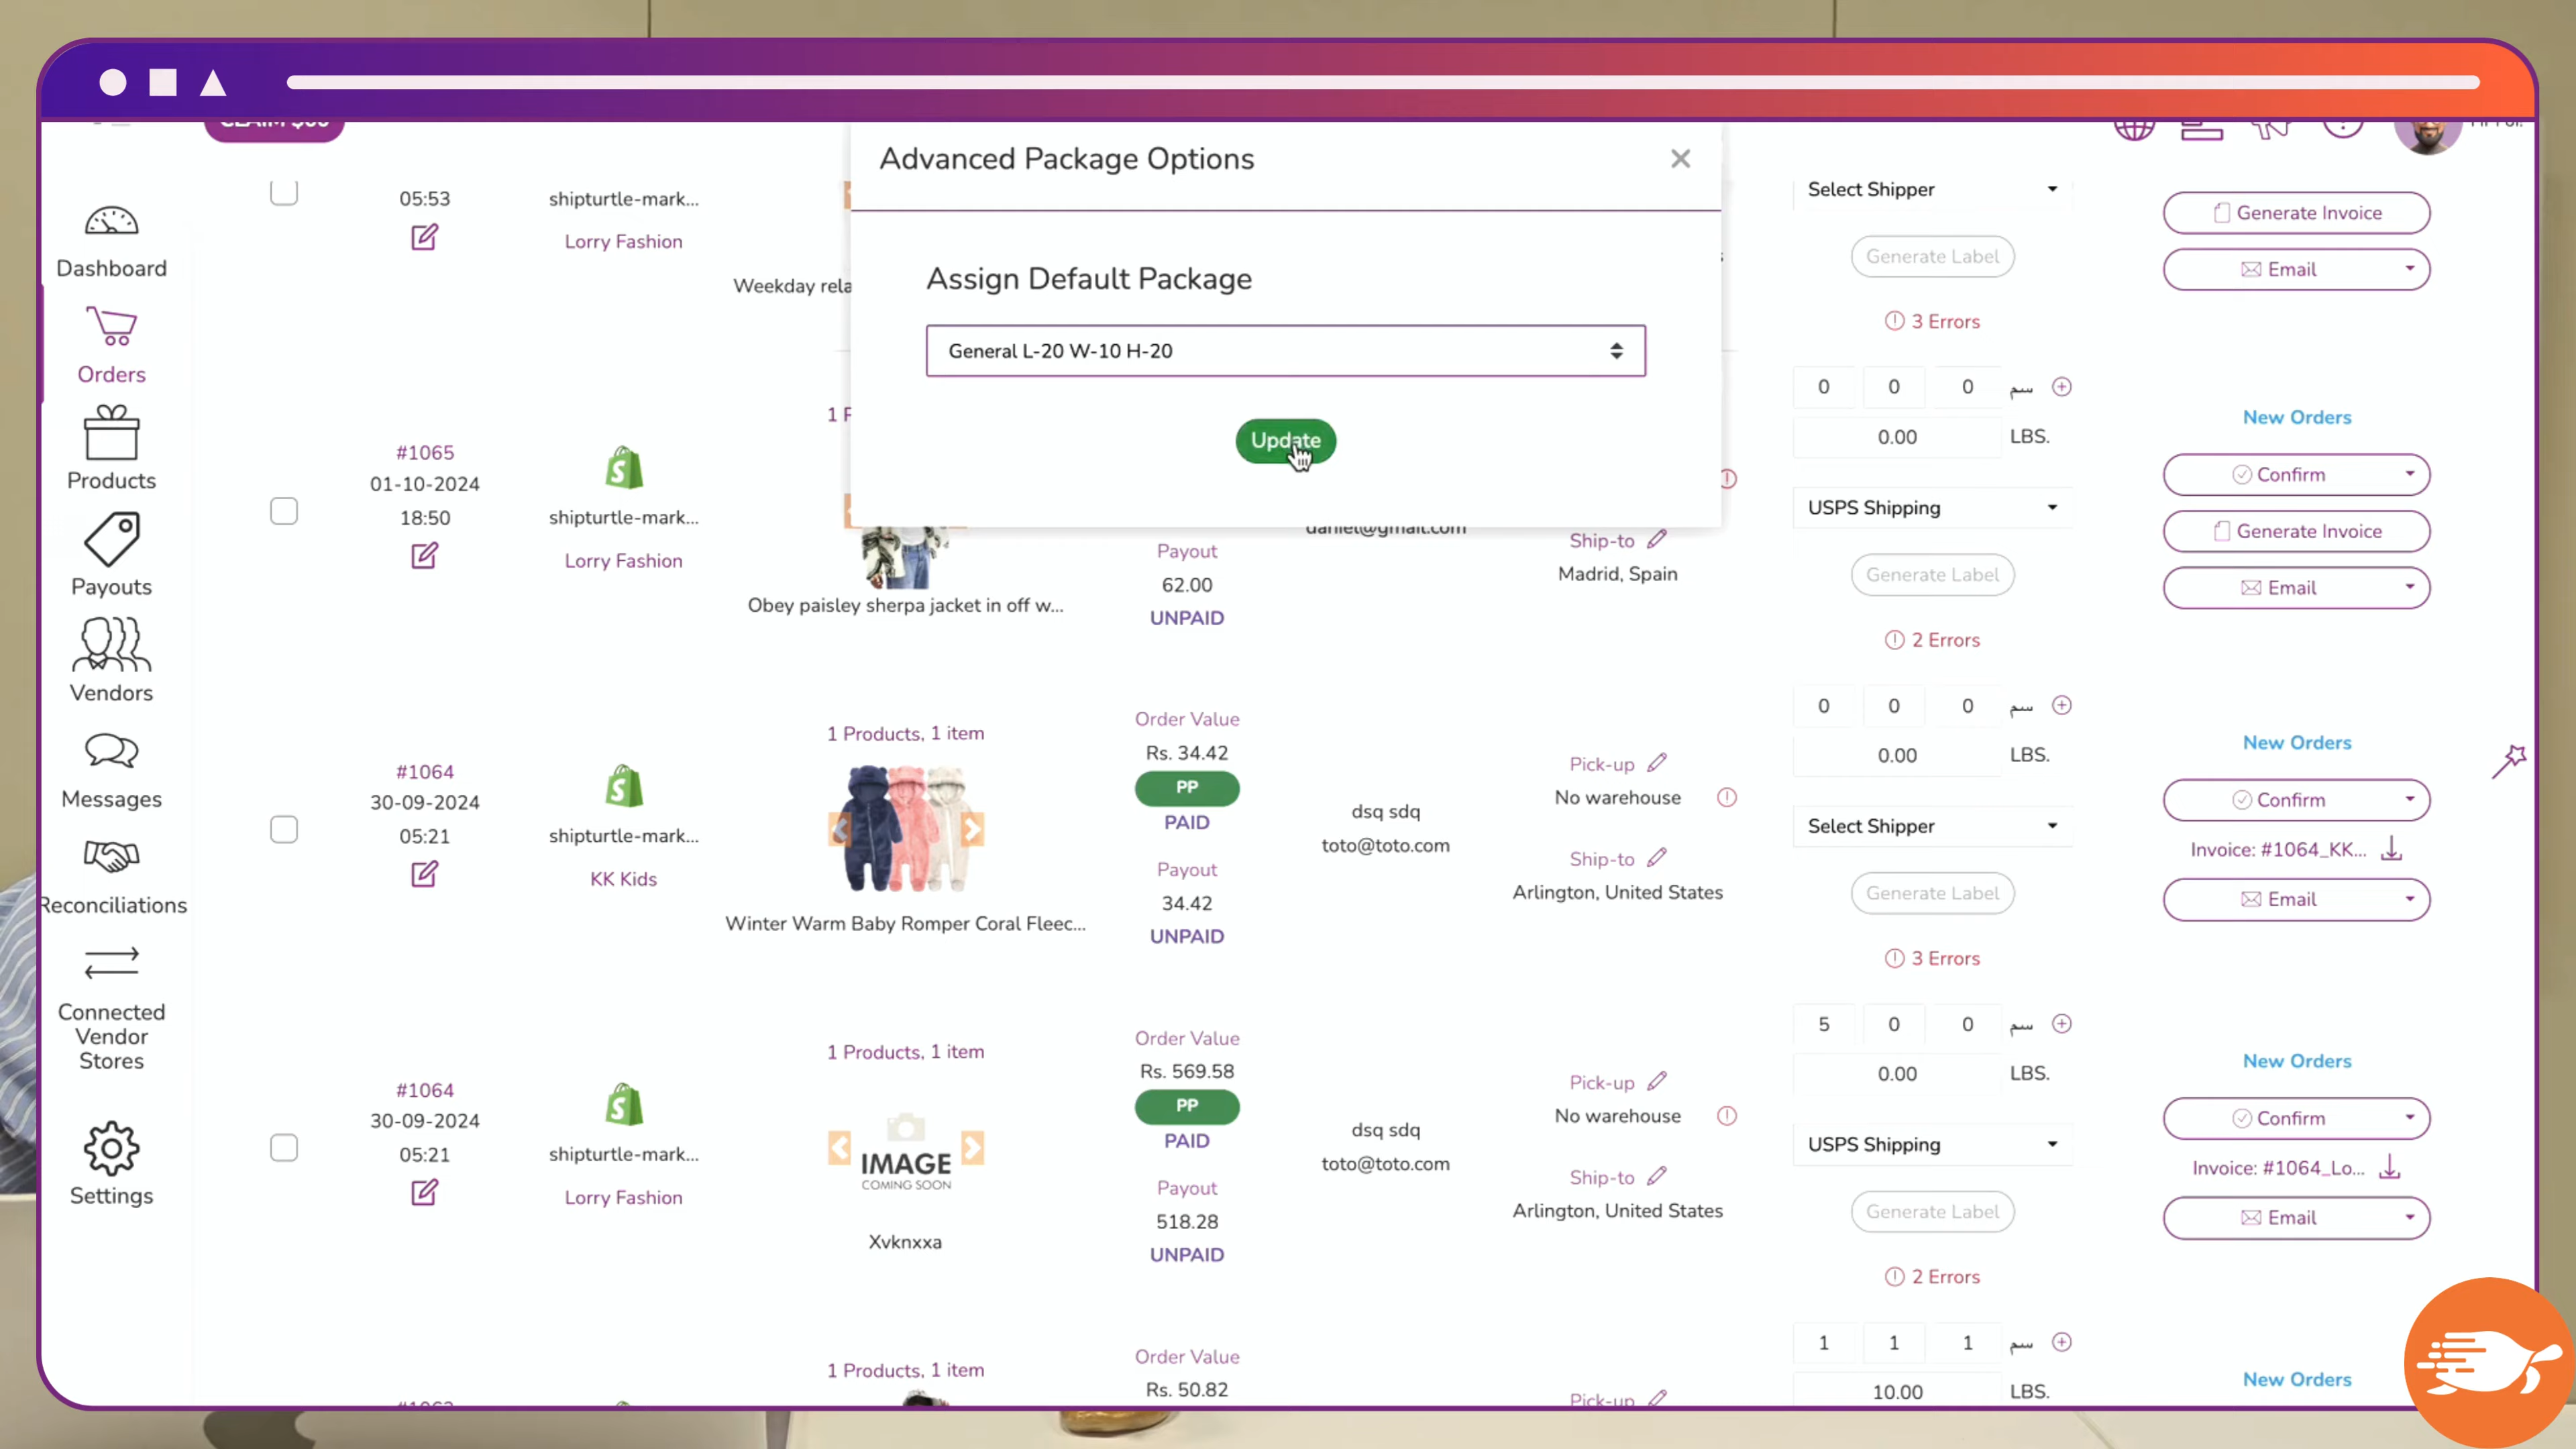 Advanced Package Options
Assign Default Package
General L-20 W-10 H-20
Update
Dashboard
Orders
Products
Payouts
Vendors
Messages
Reconciliations
Connected
Vendor
Stores
Settings
05:53
shipturtle-mark...
Lorry Fashion
Weekday rela
Select Shipper
Generate Label
3 Errors
Generate Invoice
Email
#1065
01-10-2024
18:50
shipturtle-mark...
Lorry Fashion
Obey paisley sherpa jacket in off w...
Payout
62.00
UNPAID
daniel@gmail.com
Ship-to
Madrid, Spain
0 0 0 سم
0.00 LBS.
USPS Shipping
Generate Label
2 Errors
New Orders
Confirm
Generate Invoice
Email
#1064
30-09-2024
05:21
shipturtle-mark...
KK Kids
1 Products, 1 item
Winter Warm Baby Romper Coral Fleec...
Order Value
Rs. 34.42
PP
PAID
Payout
34.42
UNPAID
dsq sdq
toto@toto.com
Pick-up
No warehouse
Ship-to
Arlington, United States
0 0 0 سم
0.00 LBS.
Select Shipper
Generate Label
3 Errors
New Orders
Confirm
Invoice: #1064_KK...
Email
#1064
30-09-2024
05:21
shipturtle-mark...
Lorry Fashion
1 Products, 1 item
IMAGE
COMING SOON
Xvknxxa
Order Value
Rs. 569.58
PP
PAID
Payout
518.28
UNPAID
dsq sdq
toto@toto.com
Pick-up
No warehouse
Ship-to
Arlington, United States
5 0 0 سم
0.00 LBS.
USPS Shipping
Generate Label
2 Errors
New Orders
Confirm
Invoice: #1064_Lo...
Email
1 Products, 1 item
Order Value
Rs. 50.82
Pick-up
1 1 1 سم
10.00 LBS.
New Orders